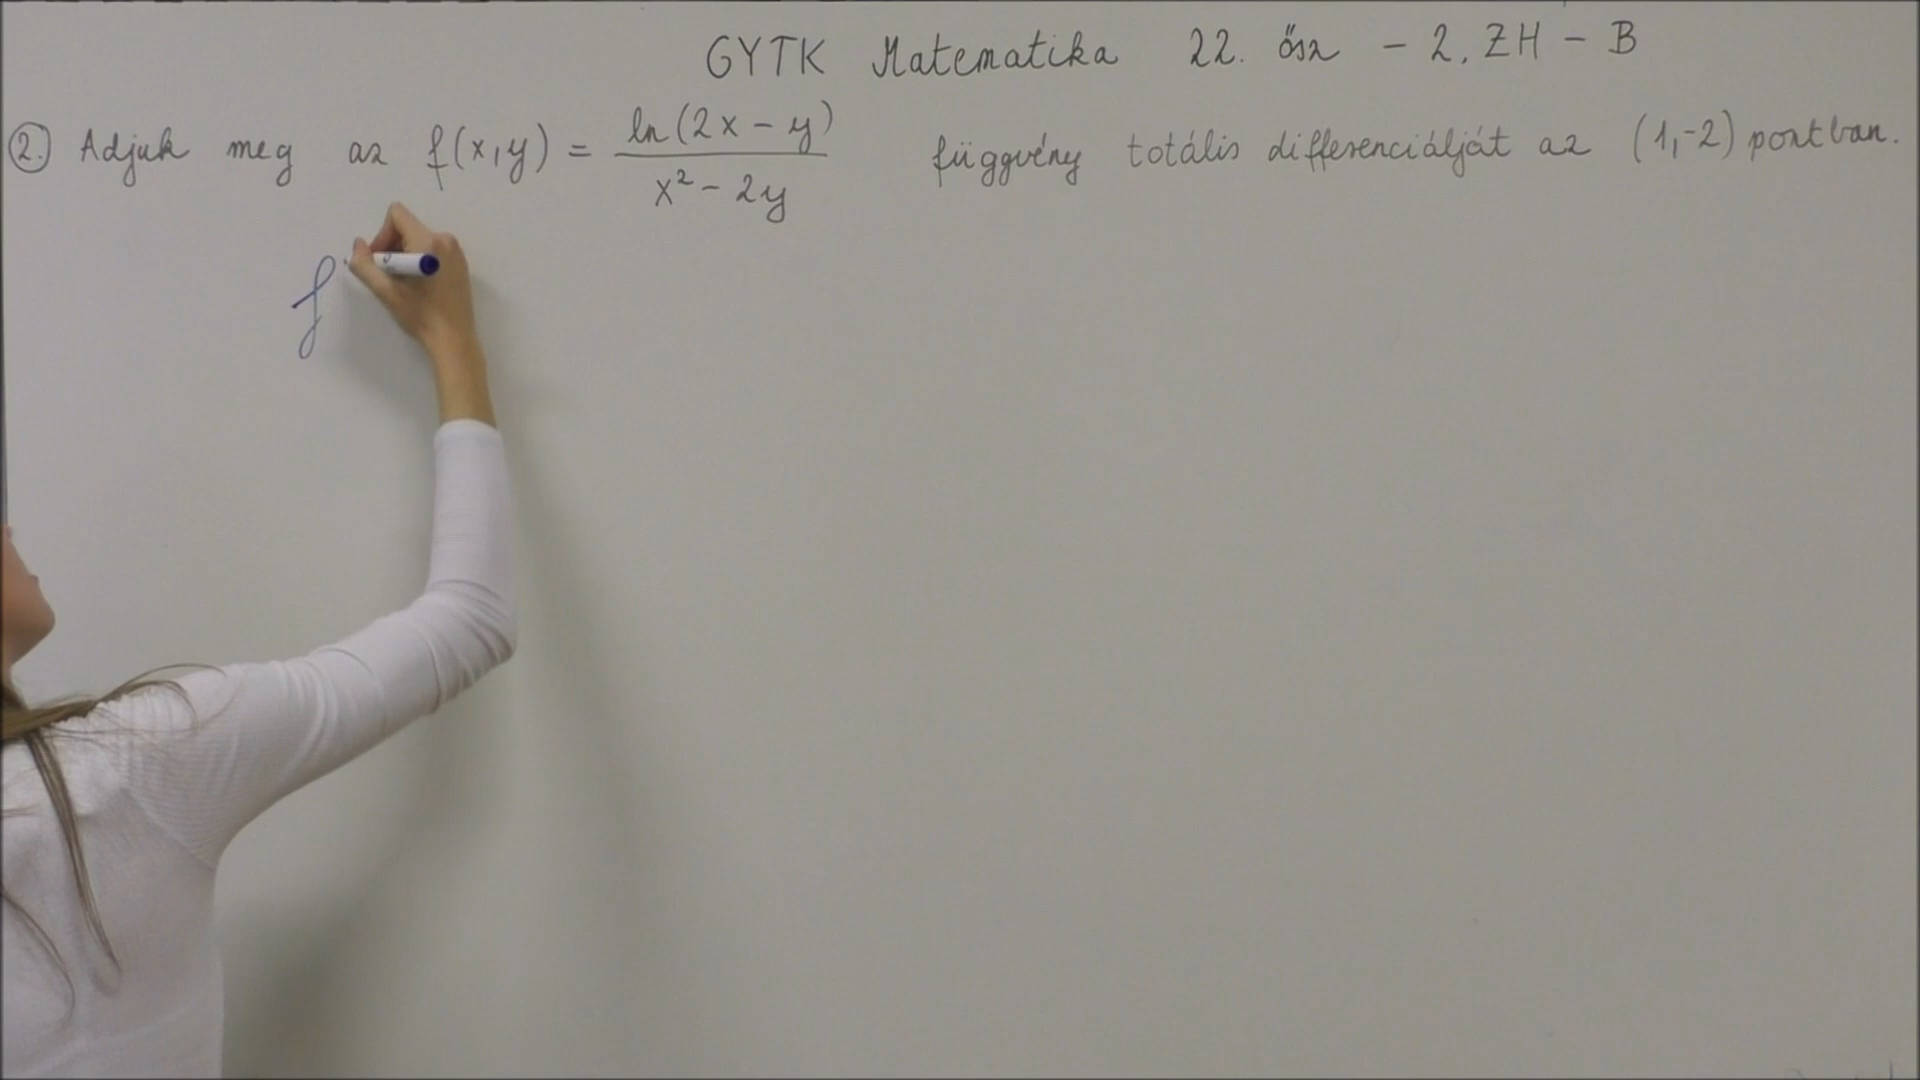 GYTK Matematika 22. ősz - 2. ZH - B
2. Adjuk meg az f(x,y) = ln(2x - y) / x² - 2y függvény totális differenciálját az (1,-2) pontban.
f